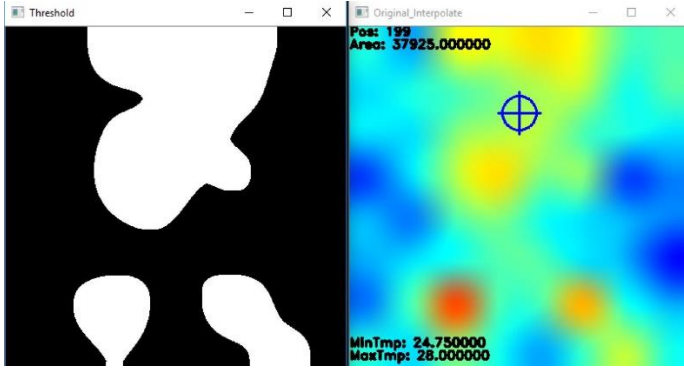 Threshold
Original_Interpolate
Pos: 199
Area: 37925.000000
MinTmp: 24.750000
MaxTmp: 28.000000